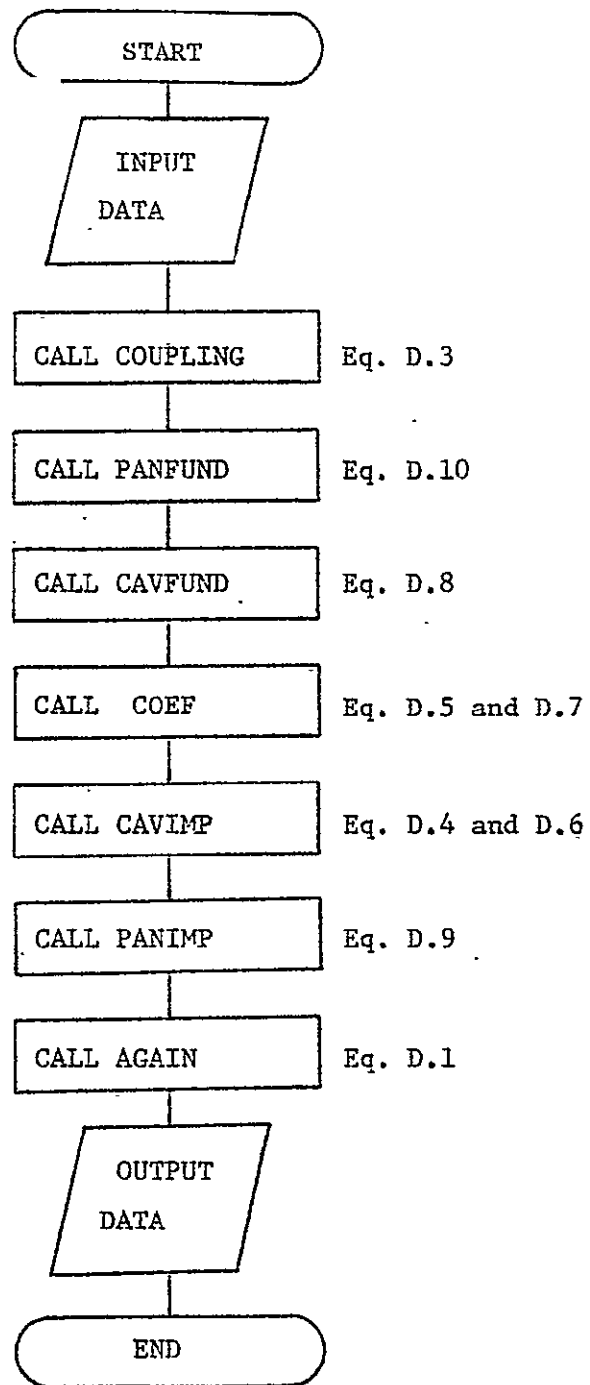 START
INPUT
DATA
CALL COUPLING Eq. D.3
CALL PANFUND Eq. D.10
CALL CAVFUND Eq. D.8
CALL COEF Eq. D.5 and D.7
CALL CAVIMP Eq. D.4 and D.6
CALL PANIMP Eq. D.9
CALL AGAIN Eq. D.1
OUTPUT
DATA
END